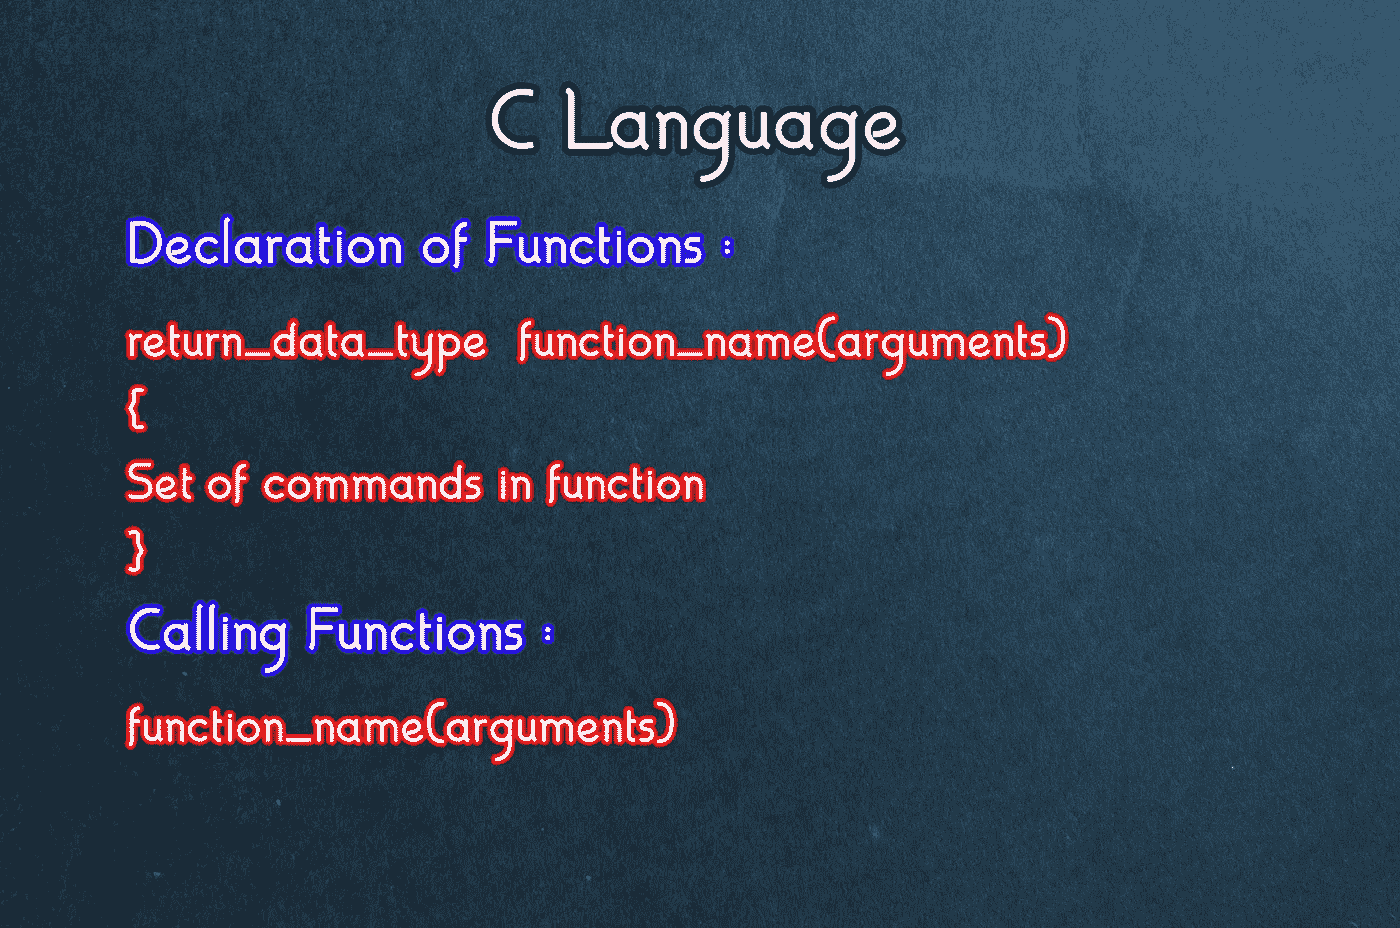 C Language
Declaration of Functions :
return_data_type function_name(arguments)
{
Set of commands in function
}
Calling Functions :
function_name(arguments)